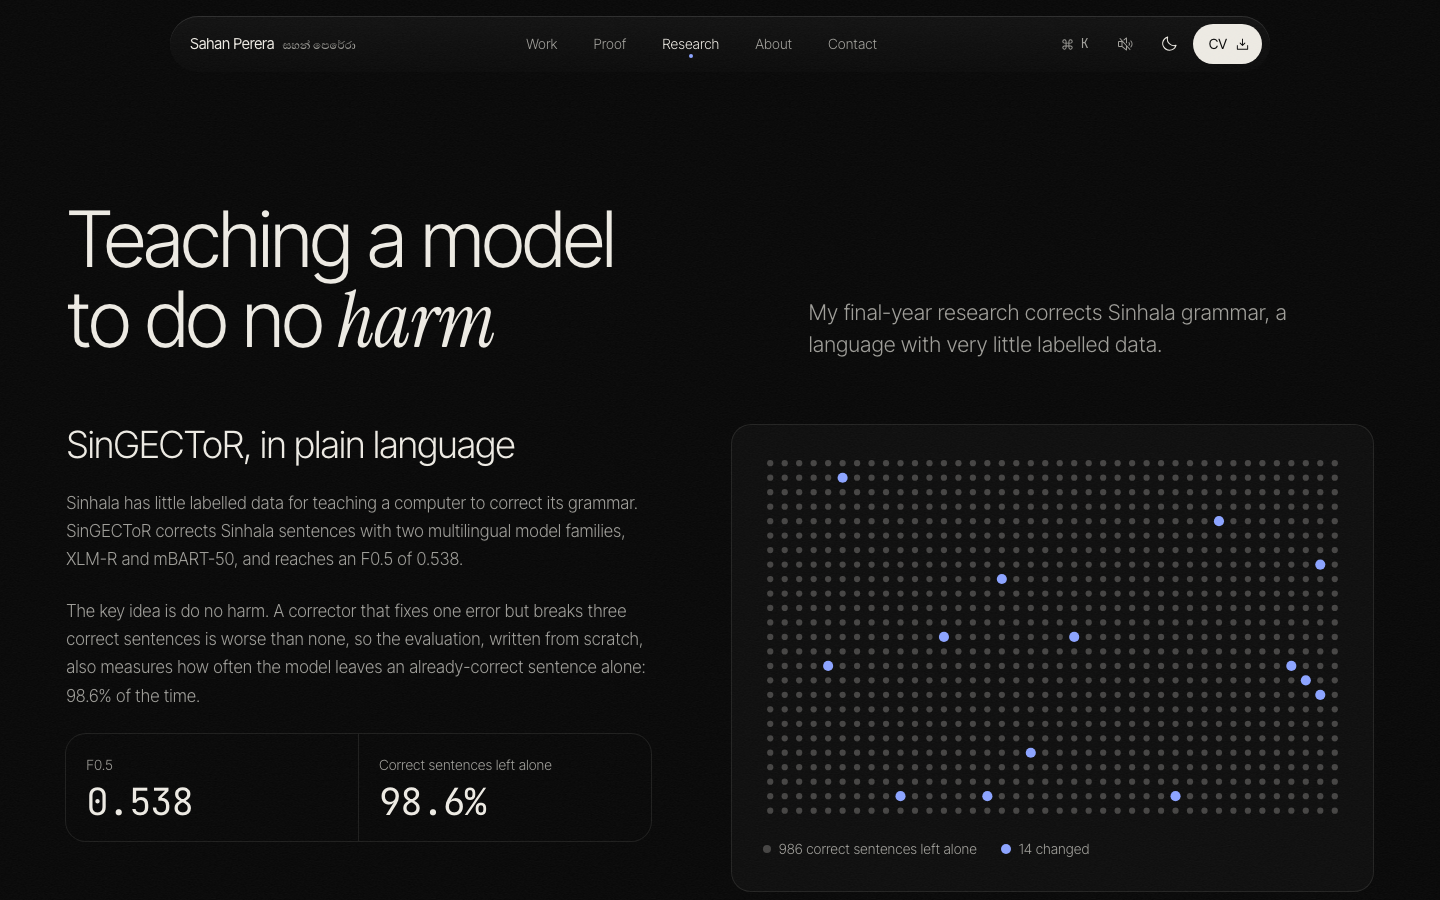 Sahan Perera සහන් පෙරේරා
Work Proof Research About Contact
⌘ K
CV
Teaching a model
to do no harm
My final-year research corrects Sinhala grammar, a
language with very little labelled data.
SinGECToR, in plain language
Sinhala has little labelled data for teaching a computer to correct its grammar.
SinGECToR corrects Sinhala sentences with two multilingual model families,
XLM-R and mBART-50, and reaches an F0.5 of 0.538.
The key idea is do no harm. A corrector that fixes one error but breaks three
correct sentences is worse than none, so the evaluation, written from scratch,
also measures how often the model leaves an already-correct sentence alone:
98.6% of the time.
F0.5
0.538
Correct sentences left alone
98.6%
986 correct sentences left alone
14 changed